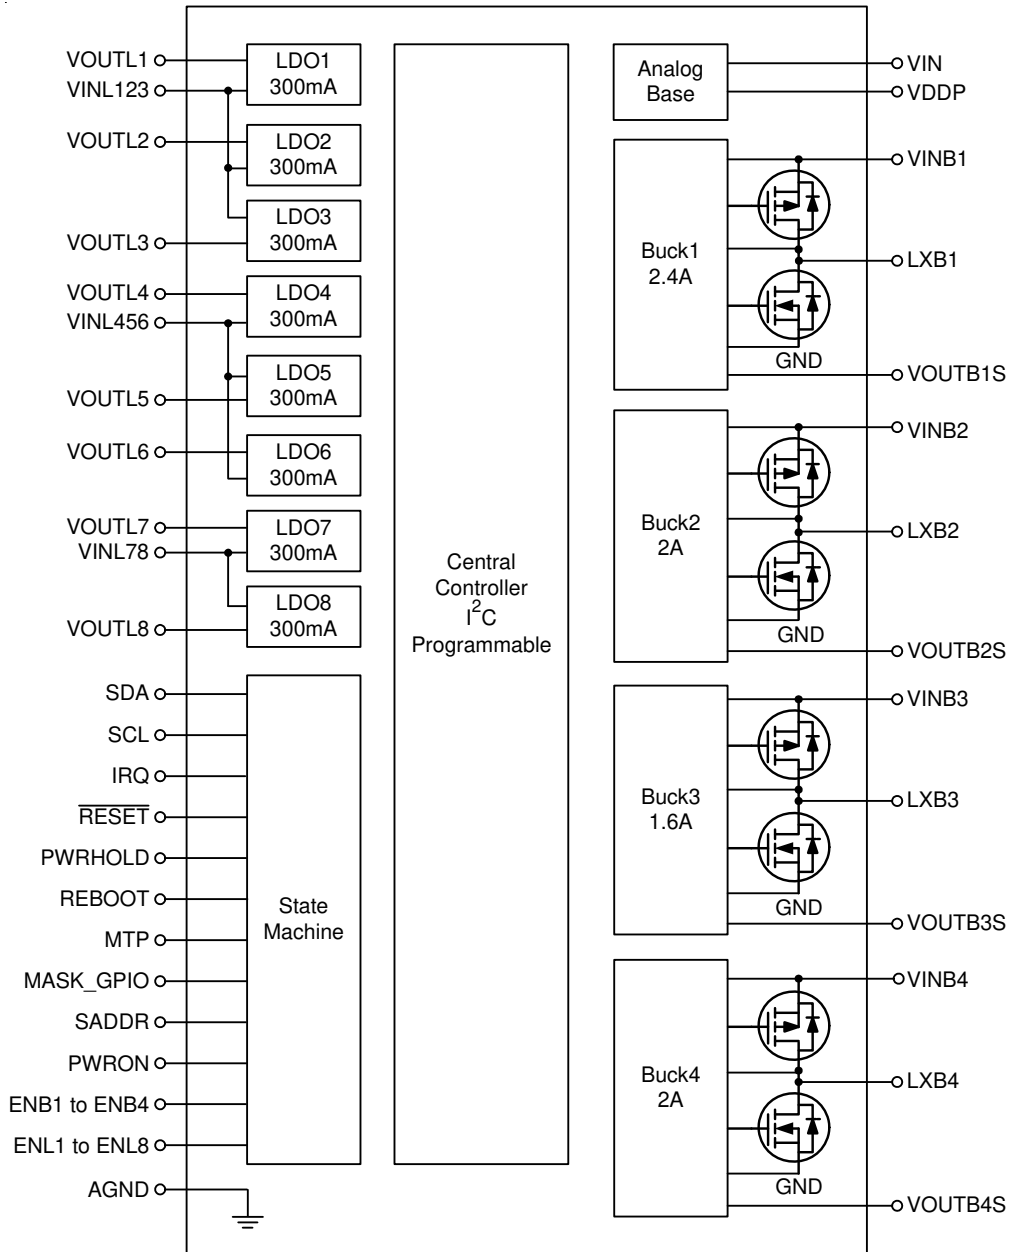 VOUTL1
VINL123
VOUTL2
VOUTL3
VOUTL4
VINL456
VOUTL5
VOUTL6
VOUTL7
VINL78
VOUTL8
SDA
SCL
IRQ
RESET
PWRHOLD
REBOOT
MTP
MASK_GPIO
SADDR
PWRON
ENB1 to ENB4
ENL1 to ENL8
AGND
LDO1
300mA
LDO2
300mA
LDO3
300mA
LDO4
300mA
LDO5
300mA
LDO6
300mA
LDO7
300mA
LDO8
300mA
State
Machine
Central
Controller
I²C
Programmable
Analog
Base
VIN
VDDP
Buck1
2.4A
VINB1
LXB1
GND
VOUTB1S
Buck2
2A
VINB2
LXB2
GND
VOUTB2S
Buck3
1.6A
VINB3
LXB3
GND
VOUTB3S
Buck4
2A
VINB4
LXB4
GND
VOUTB4S